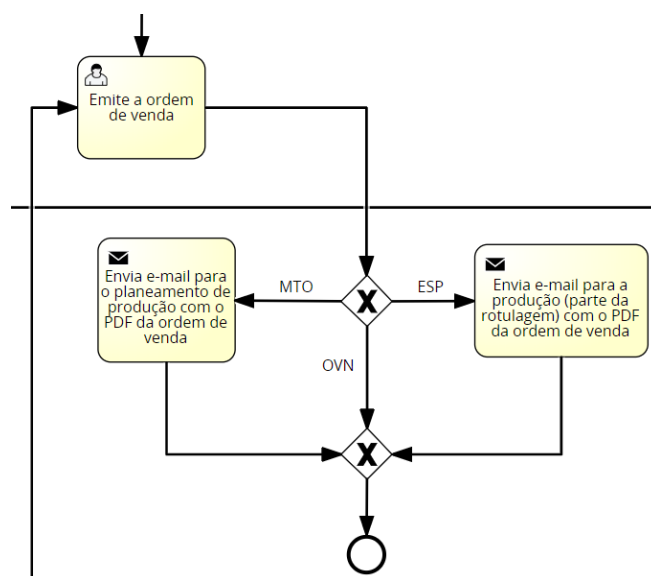 Emite a ordem
de venda
Envia e-mail para
o planeamento de
produção com o
PDF da ordem de
venda
MTO
ESP
Envia e-mail para a
produção (parte da
rotulagem) com o PDF
da ordem de venda
OVN